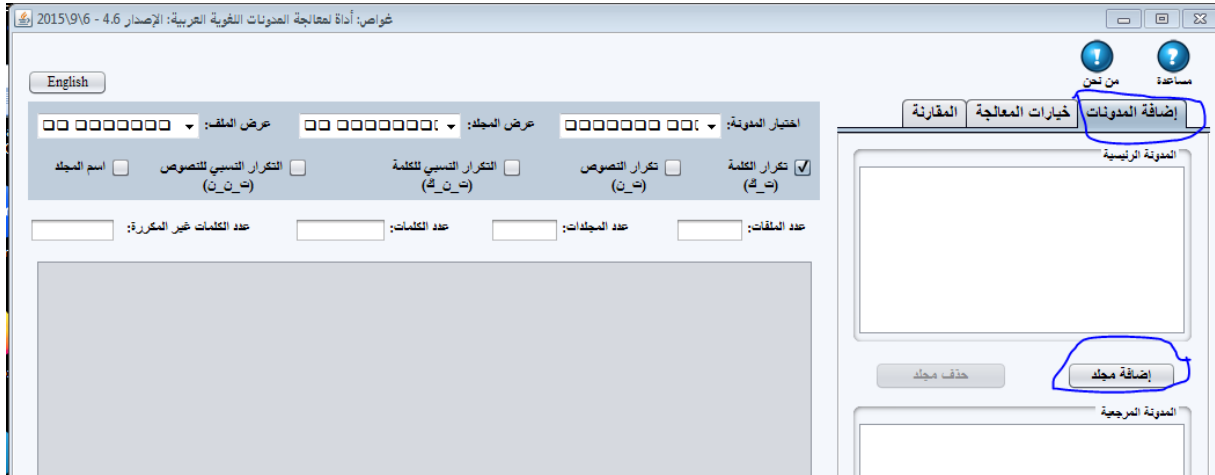 غواص: أداة لمعالجة المدونات اللغوية العربية: الإصدار 4.6 - 6\9\2015
مساعدة
من نحن
English
إضافة المدونات
خيارات المعالجة
المقارنة
اختيار المدونة:
عرض المجلد:
عرض الملف:
تكرار الكلمة
(ت_ك)
تكرار النصوص
(ت_ن)
التكرار النسبي للكلمة
(ت_ن_ك)
التكرار النسبي للنصوص
(ت_ن_ن)
اسم المجلد
عدد الملفات:
عدد المجلدات:
عدد الكلمات:
عدد الكلمات غير المكررة:
المدونة الرئيسية
إضافة مجلد
حذف مجلد
المدونة المرجعية